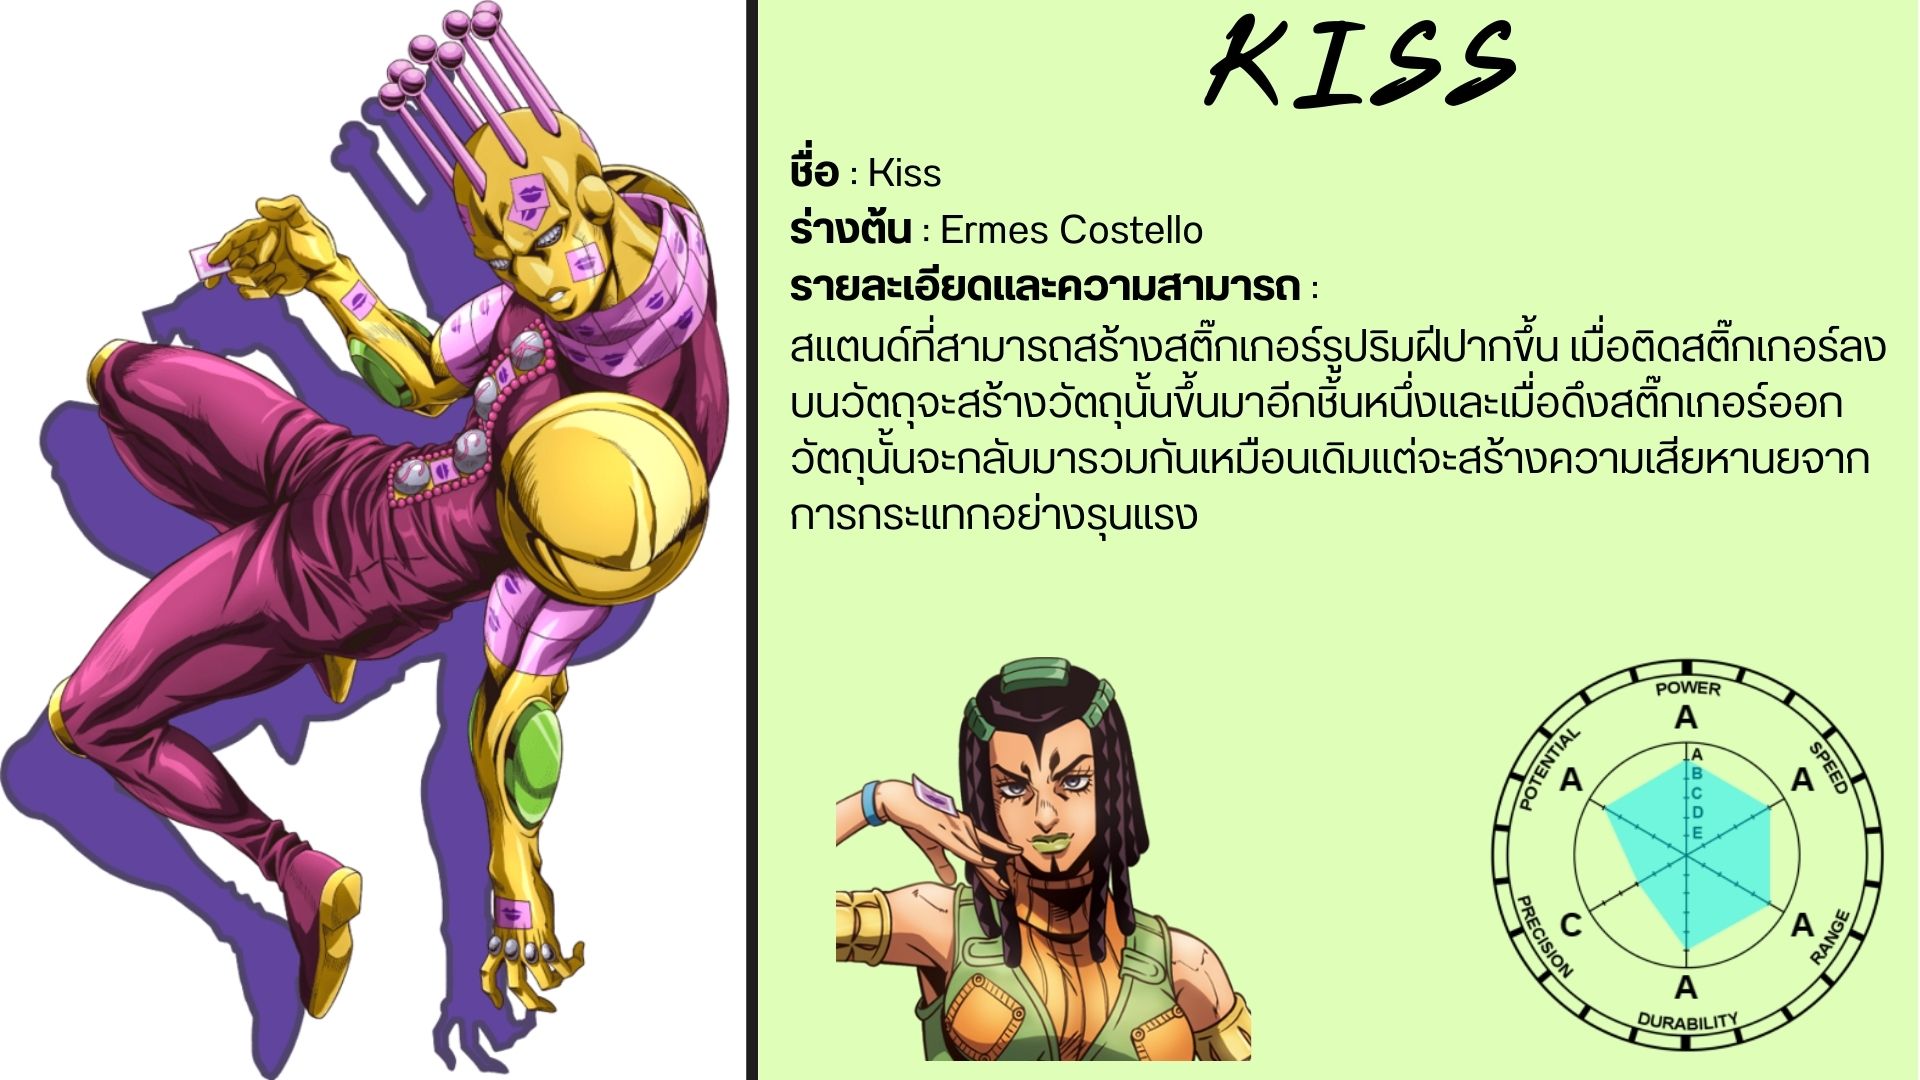 KISS
ชื่อ : Kiss
ร่างต้น : Ermes Costello
รายละเอียดและความสามารถ :
สแตนด์ที่สามารถสร้างสติ๊กเกอร์รูปริมฝีปากขึ้น เมื่อติดสติ๊กเกอร์ลง
บนวัตถุจะสร้างวัตถุนั้นขึ้นมาอีกชิ้นหนึ่งและเมื่อดึงสติ๊กเกอร์ออก
วัตถุนั้นจะกลับมารวมกันเหมือนเดิมแต่จะสร้างความเสียหานยจาก
การกระแทกอย่างรุนแรง
POWER
A
POTENTIAL
A
SPEED
A
A
B
C
D
E
PRECISION
C
RANGE
A
A
DURABILITY